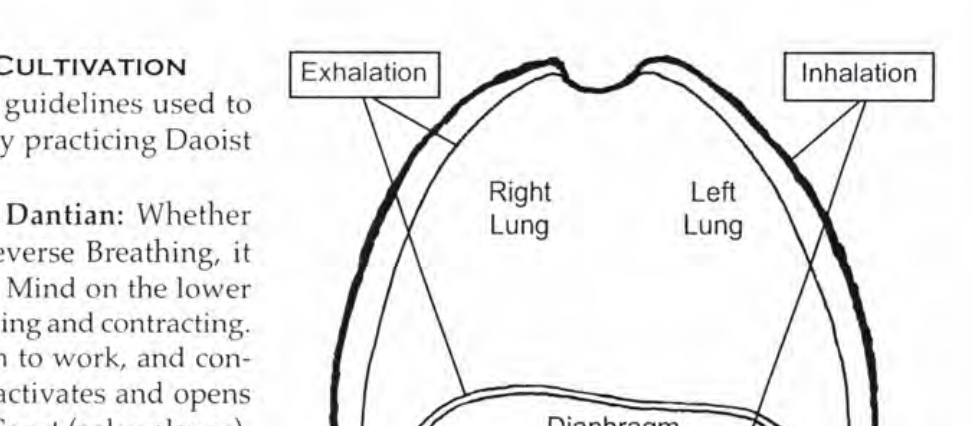 CULTIVATION
guidelines used to
y practicing Daoist
Dantian: Whether
everse Breathing, it
Mind on the lower
ing and contracting.
n to work, and con-
activates and opens
Exhalation
Inhalation
Right
Lung
Left
Lung
Diaphragm